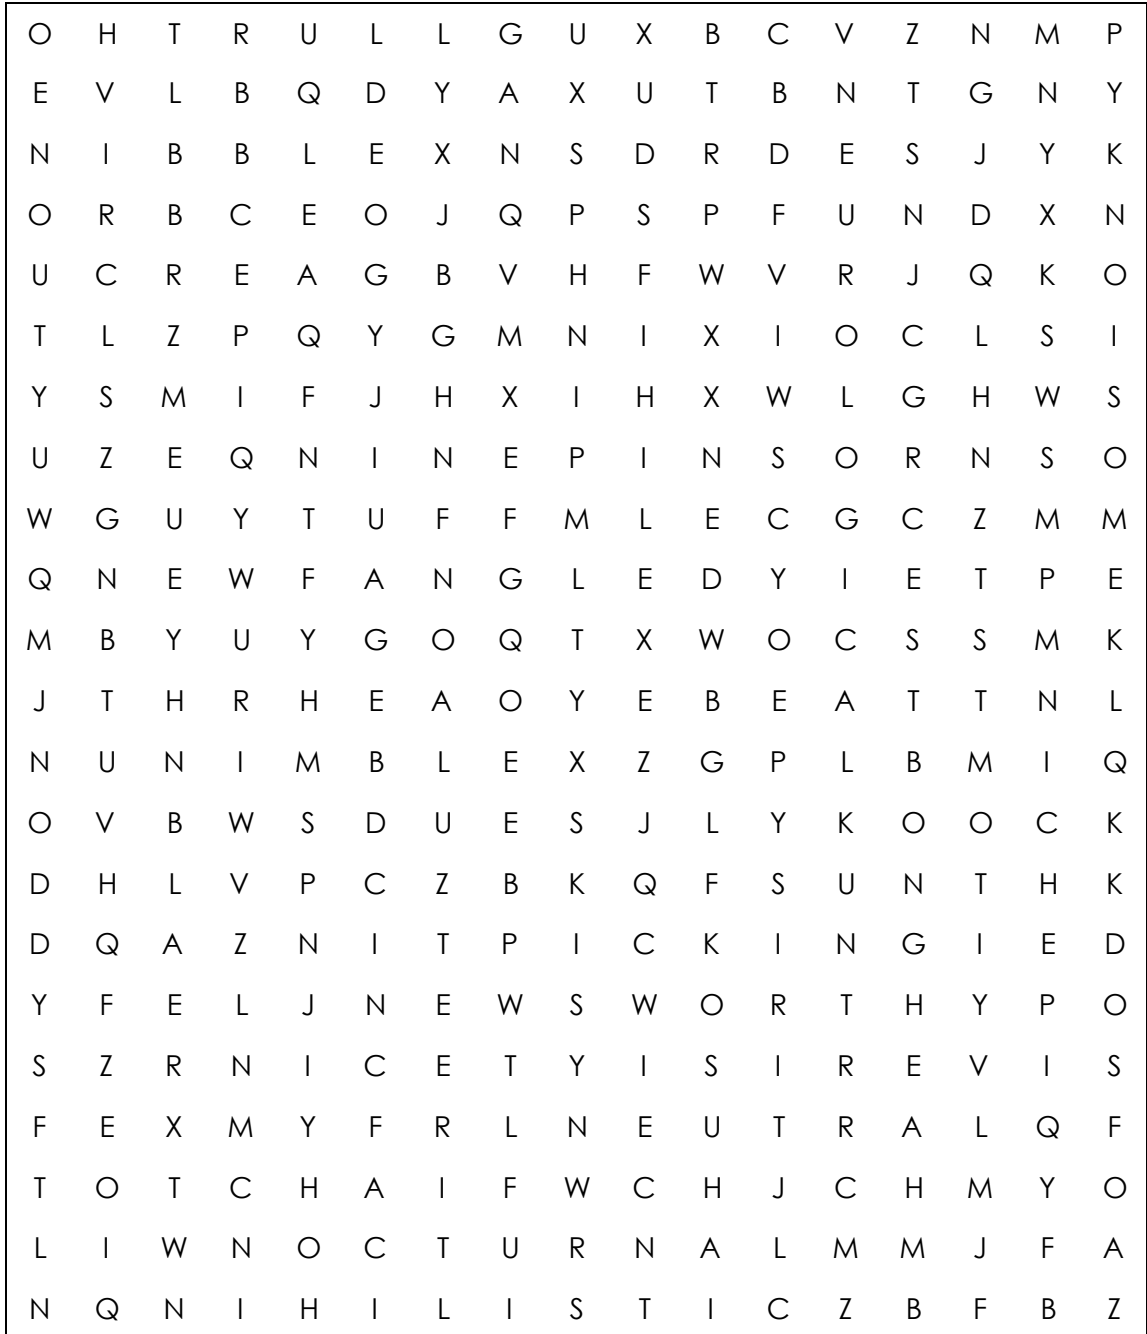 O H T R U L L G U X B C V Z N M P
E V L B Q D Y A X U T B N T G N Y
N I B B L E X N S D R D E S J Y K
O R B C E O J Q P S P F U N D X N
U C R E A G B V H F W V R J Q K O
T L Z P Q Y G M N I X I O C L S I
Y S M I F J H X I H X W L G H W S
U Z E Q N I N E P I N S O R N S O
W G U Y T U F F M L E C G C Z M M
Q N E W F A N G L E D Y I E T P E
M B Y U Y G O Q T X W O C S S M K
J T H R H E A O Y E B E A T T N L
N U N I M B L E X Z G P L B M I Q
O V B W S D U E S J L Y K O O C K
D H L V P C Z B K Q F S U N T H K
D Q A Z N I T P I C K I N G I E D
Y F E L J N E W S W O R T H Y P O
S Z R N I C E T Y I S I R E V I S
F E X M Y F R L N E U T R A L Q F
T O T C H A I F W C H J C H M Y O
L I W N O C T U R N A L M M J F A
N Q N I H I L I S T I C Z B F B Z